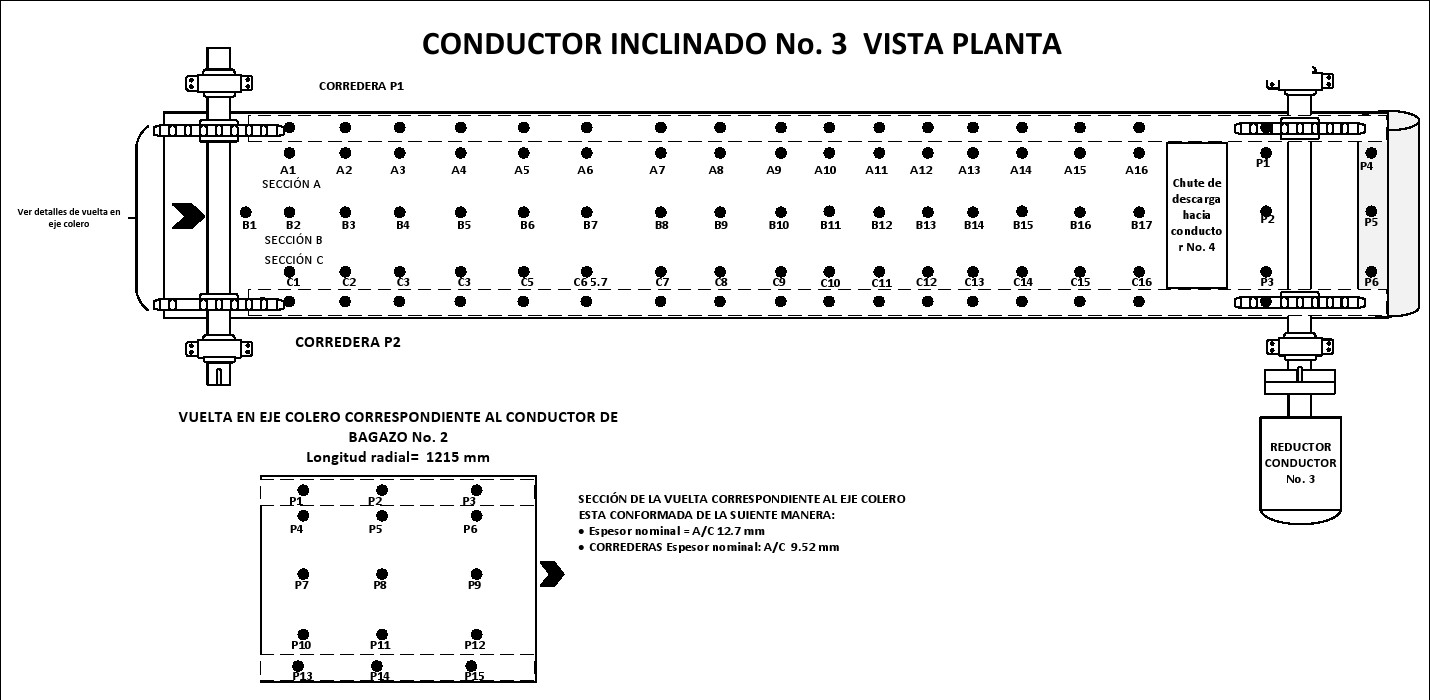 CONDUCTOR INCLINADO No. 3 VISTA PLANTA
CORREDERA P1
A1 A2 A3 A4 A5 A6 A7 A8 A9 A10 A11 A12 A13 A14 A15 A16
P1
P4
SECCIÓN A
Chute de
descarga
hacia
conducto
r No. 4
Ver detalles de vuelta en
eje colero
B1 B2 B3 B4 B5 B6 B7 B8 B9 B10 B11 B12 B13 B14 B15 B16 B17
P2
P5
SECCIÓN B
SECCIÓN C
C1 C2 C3 C3 C5 C6 5.7 C7 C8 C9 C10 C11 C12 C13 C14 C15 C16
P3
P6
CORREDERA P2
VUELTA EN EJE COLERO CORRESPONDIENTE AL CONDUCTOR DE
BAGAZO No. 2
Longitud radial= 1215 mm
REDUCTOR
CONDUCTOR
No. 3
P1 P2 P3
P4 P5 P6
P7 P8 P9
P10 P11 P12
P13 P14 P15
SECCIÓN DE LA VUELTA CORRESPONDIENTE AL EJE COLERO
ESTA CONFORMADA DE LA SUIENTE MANERA:
• Espesor nominal = A/C 12.7 mm
• CORREDERAS Espesor nominal: A/C 9.52 mm